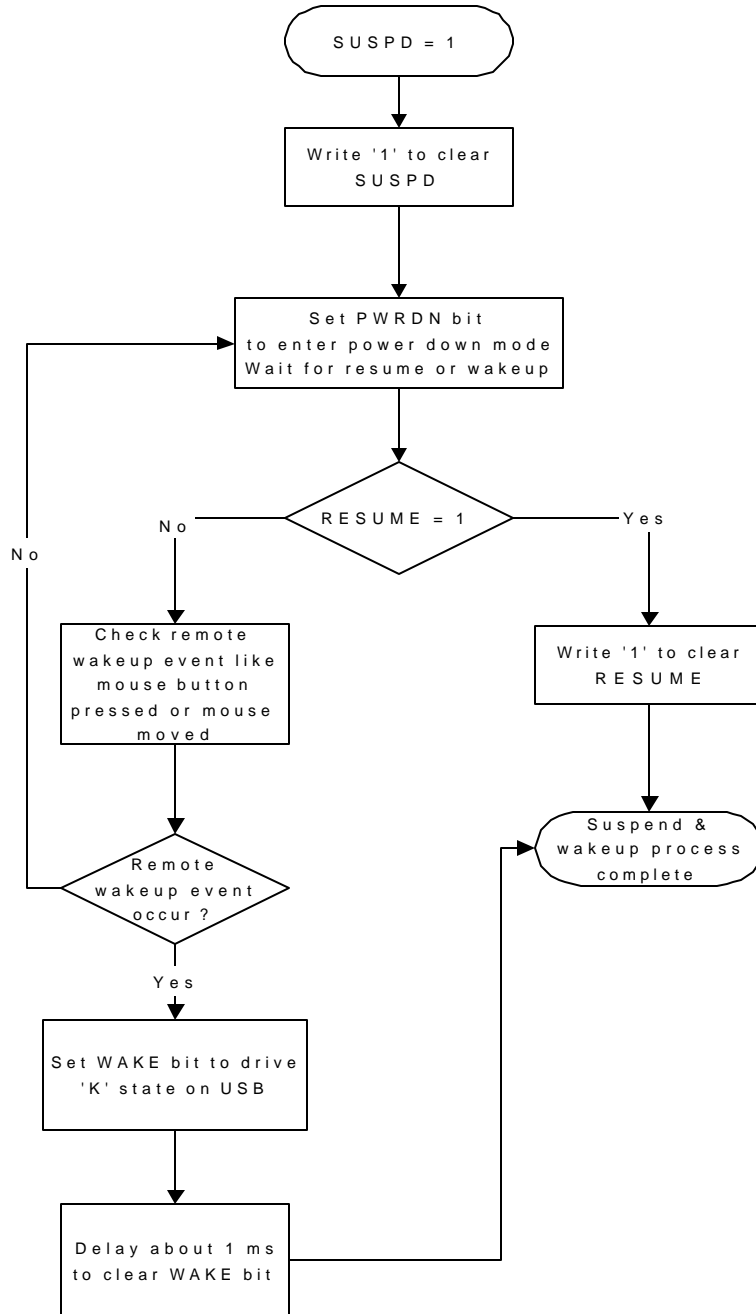 SUSPD = 1
Write '1' to clear
SUSPD
Set PWRDN bit
to enter power down mode
Wait for resume or wakeup
RESUME = 1
No
Yes
No
Check remote
wakeup event like
mouse button
pressed or mouse
moved
Write '1' to clear
RESUME
Suspend &
wakeup process
complete
Remote
wakeup event
occur ?
Yes
Set WAKE bit to drive
'K' state on USB
Delay about 1 ms
to clear WAKE bit